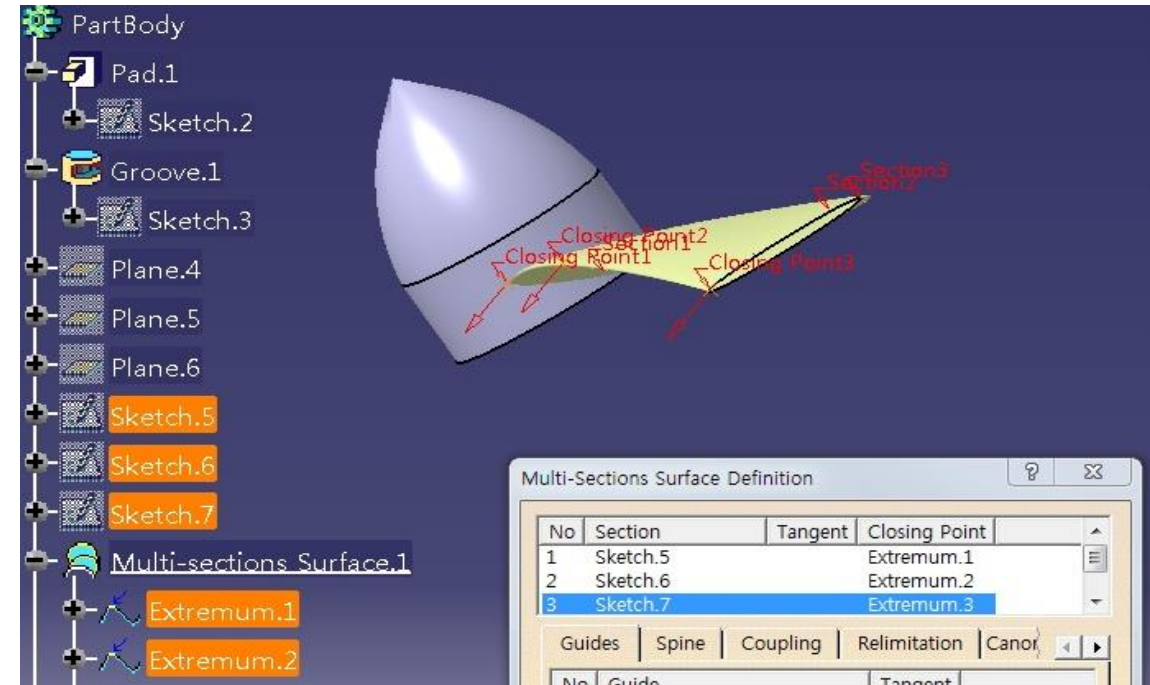 PartBody
Pad.1
Sketch.2
Groove.1
Sketch.3
Plane.4
Plane.5
Plane.6
Sketch.5
Sketch.6
Sketch.7
Multi-sections Surface.1
Extremum.1
Extremum.2
Section3
Section2
Closing Point2
Section1
Closing Point1
Closing Point3
Multi-Sections Surface Definition
No Section Tangent Closing Point
1 Sketch.5 Extremum.1
2 Sketch.6 Extremum.2
3 Sketch.7 Extremum.3
Guides Spine Coupling Relimitation Canon
No Guide Tangent